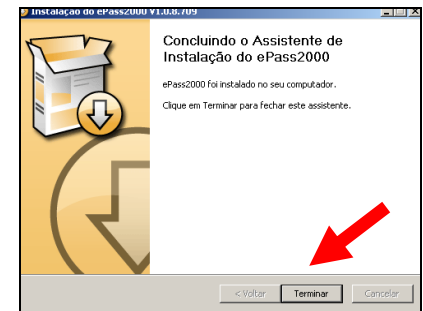 Instalação do ePass2000 V1.0.8.709
Concluindo o Assistente de
Instalação do ePass2000
ePass2000 foi instalado no seu computador.
Clique em Terminar para fechar este assistente.
< Voltar Terminar Cancelar